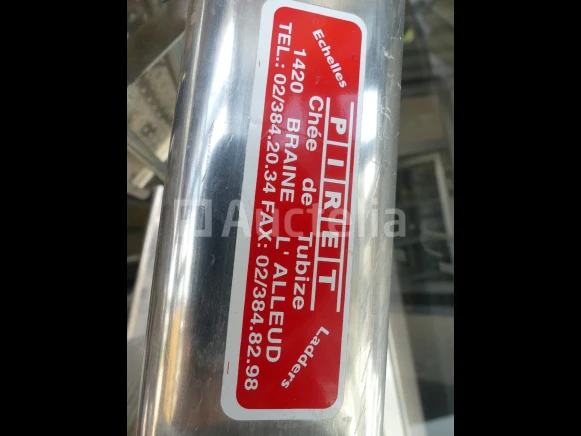 Echelles
PIRET
Ladders
Chée de Tubize
1420 BRAINE L'ALLEUD
TEL.: 02/384.20.34 FAX: 02/384.82.98
Auctelia